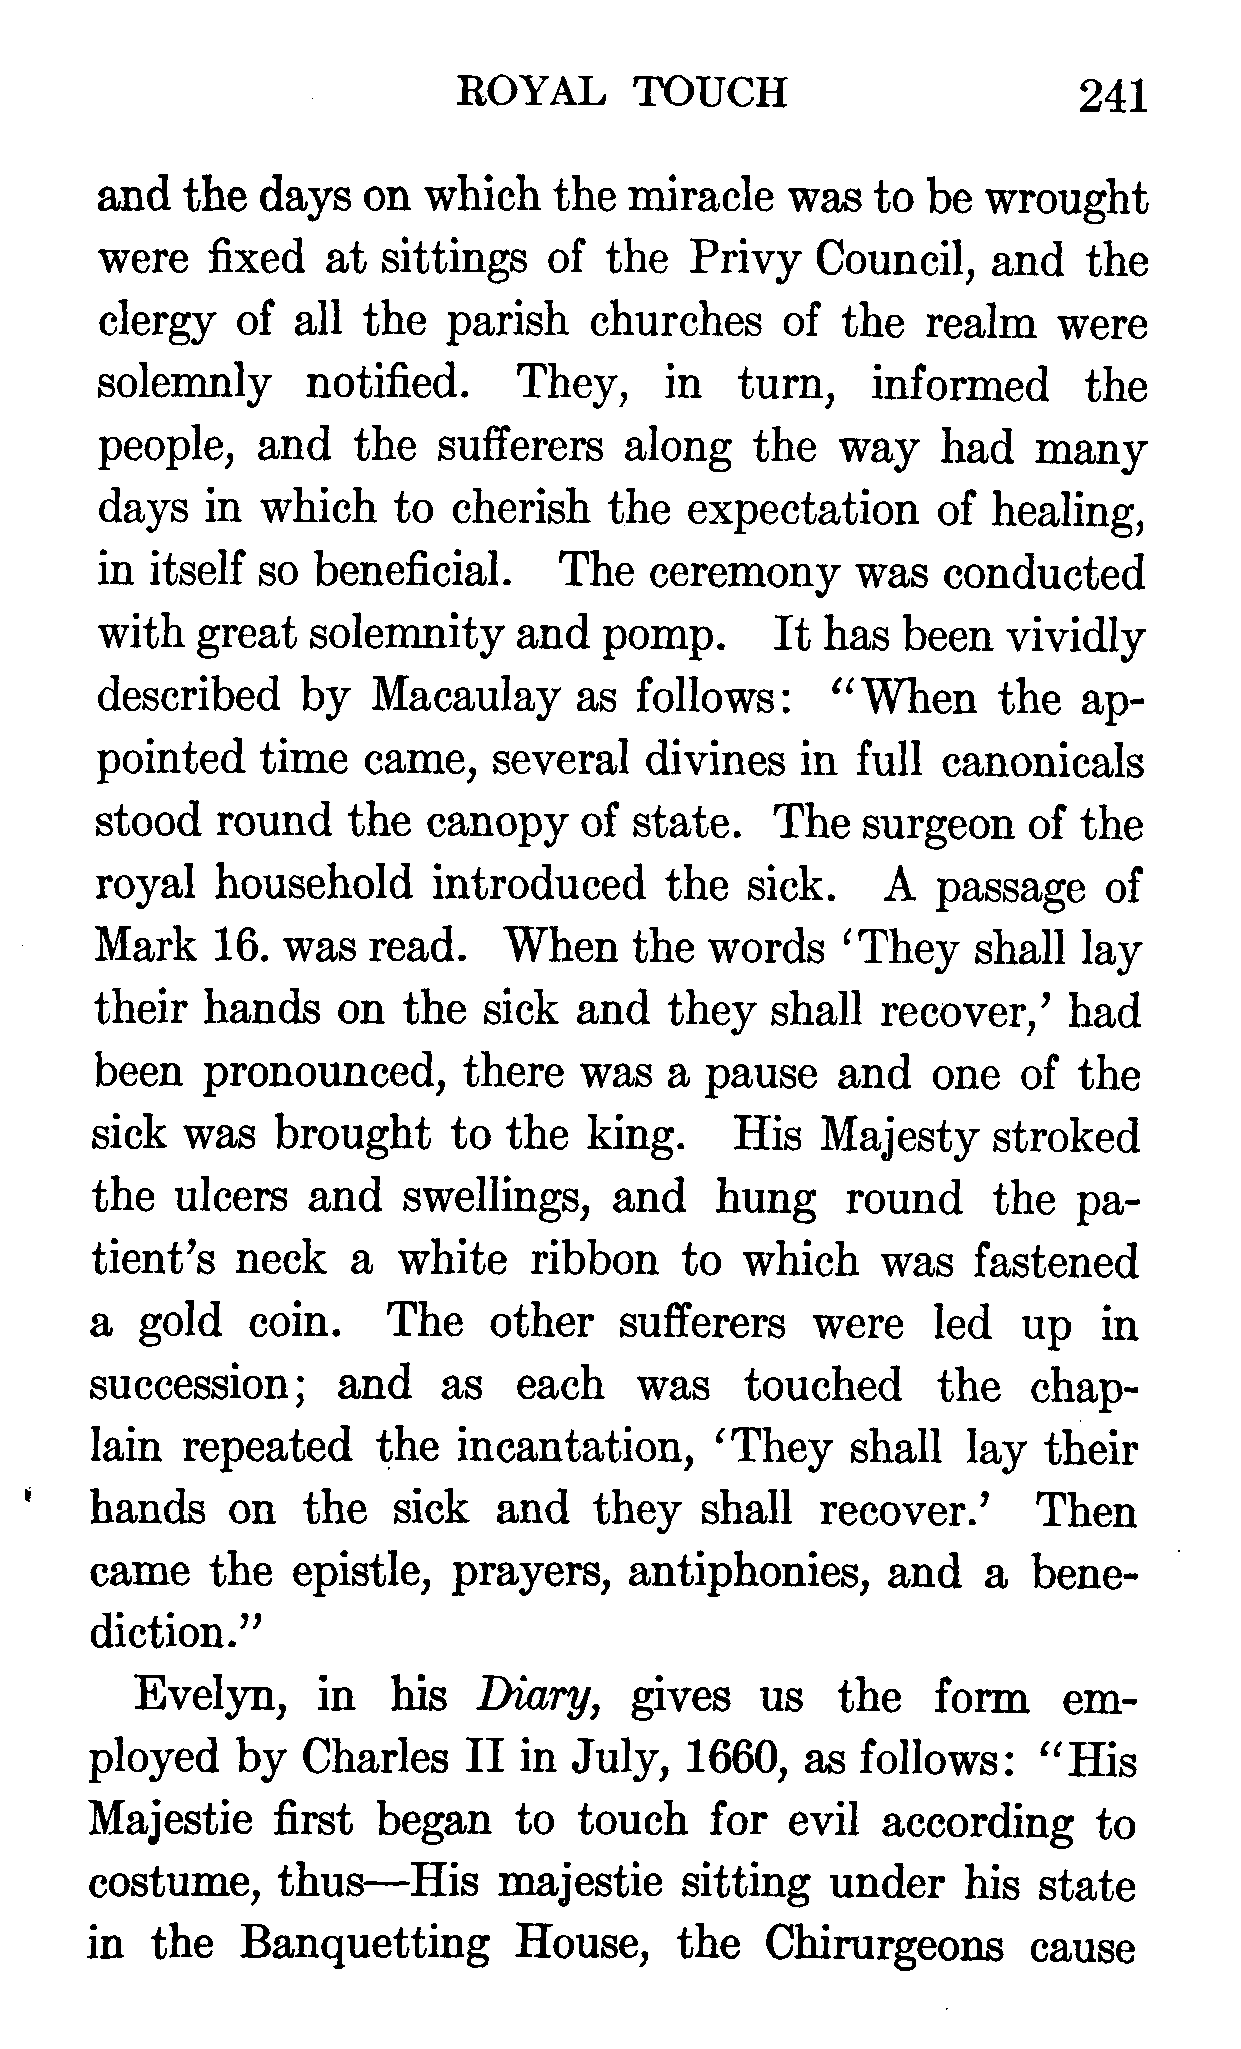 ROYAL TOUCH 241
and the days on which the miracle was to be wrought
were fixed at sittings of the Privy Council, and the
clergy of all the parish churches of the realm were
solemnly notified. They, in turn, informed the
people, and the sufferers along the way had many
days in which to cherish the expectation of healing,
in itself so beneficial. The ceremony was conducted
with great solemnity and pomp. It has been vividly
described by Macaulay as follows: “When the ap-
pointed time came, several divines in full canonicals
stood round the canopy of state. The surgeon of the
royal household introduced the sick. A passage of
Mark 16. was read. When the words ‘They shall lay
their hands on the sick and they shall recover,’ had
been pronounced, there was a pause and one of the
sick was brought to the king. His Majesty stroked
the ulcers and swellings, and hung round the pa-
tient’s neck a white ribbon to which was fastened
a gold coin. The other sufferers were led up in
succession; and as each was touched the chap-
lain repeated the incantation, ‘They shall lay their
hands on the sick and they shall recover.’ Then
came the epistle, prayers, antiphonies, and a bene-
diction.”
Evelyn, in his Diary, gives us the form em-
ployed by Charles II in July, 1660, as follows: “His
Majestie first began to touch for evil according to
costume, thus—His majestie sitting under his state
in the Banquetting House, the Chirurgeons cause